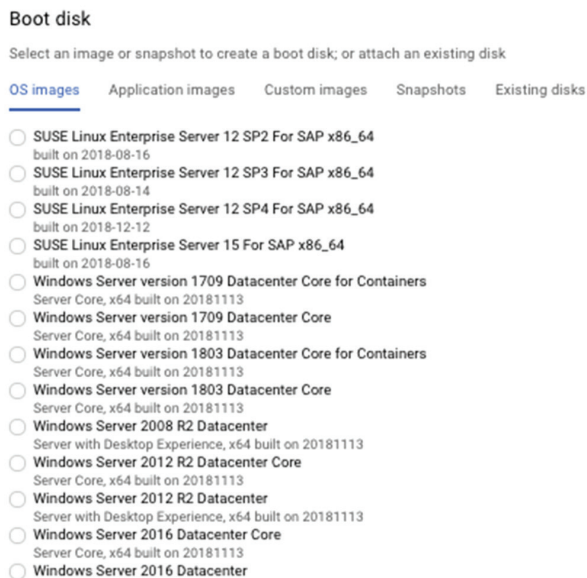 Boot disk
Select an image or snapshot to create a boot disk; or attach an existing disk
OS images Application images Custom images Snapshots Existing disks
SUSE Linux Enterprise Server 12 SP2 For SAP x86_64
built on 2018-08-16
SUSE Linux Enterprise Server 12 SP3 For SAP x86_64
built on 2018-08-14
SUSE Linux Enterprise Server 12 SP4 For SAP x86_64
built on 2018-12-12
SUSE Linux Enterprise Server 15 For SAP x86_64
built on 2018-08-16
Windows Server version 1709 Datacenter Core for Containers
Server Core, x64 built on 20181113
Windows Server version 1709 Datacenter Core
Server Core, x64 built on 20181113
Windows Server version 1803 Datacenter Core for Containers
Server Core, x64 built on 20181113
Windows Server version 1803 Datacenter Core
Server Core, x64 built on 20181113
Windows Server 2008 R2 Datacenter
Server with Desktop Experience, x64 built on 20181113
Windows Server 2012 R2 Datacenter Core
Server Core, x64 built on 20181113
Windows Server 2012 R2 Datacenter
Server with Desktop Experience, x64 built on 20181113
Windows Server 2016 Datacenter Core
Server Core, x64 built on 20181113
Windows Server 2016 Datacenter